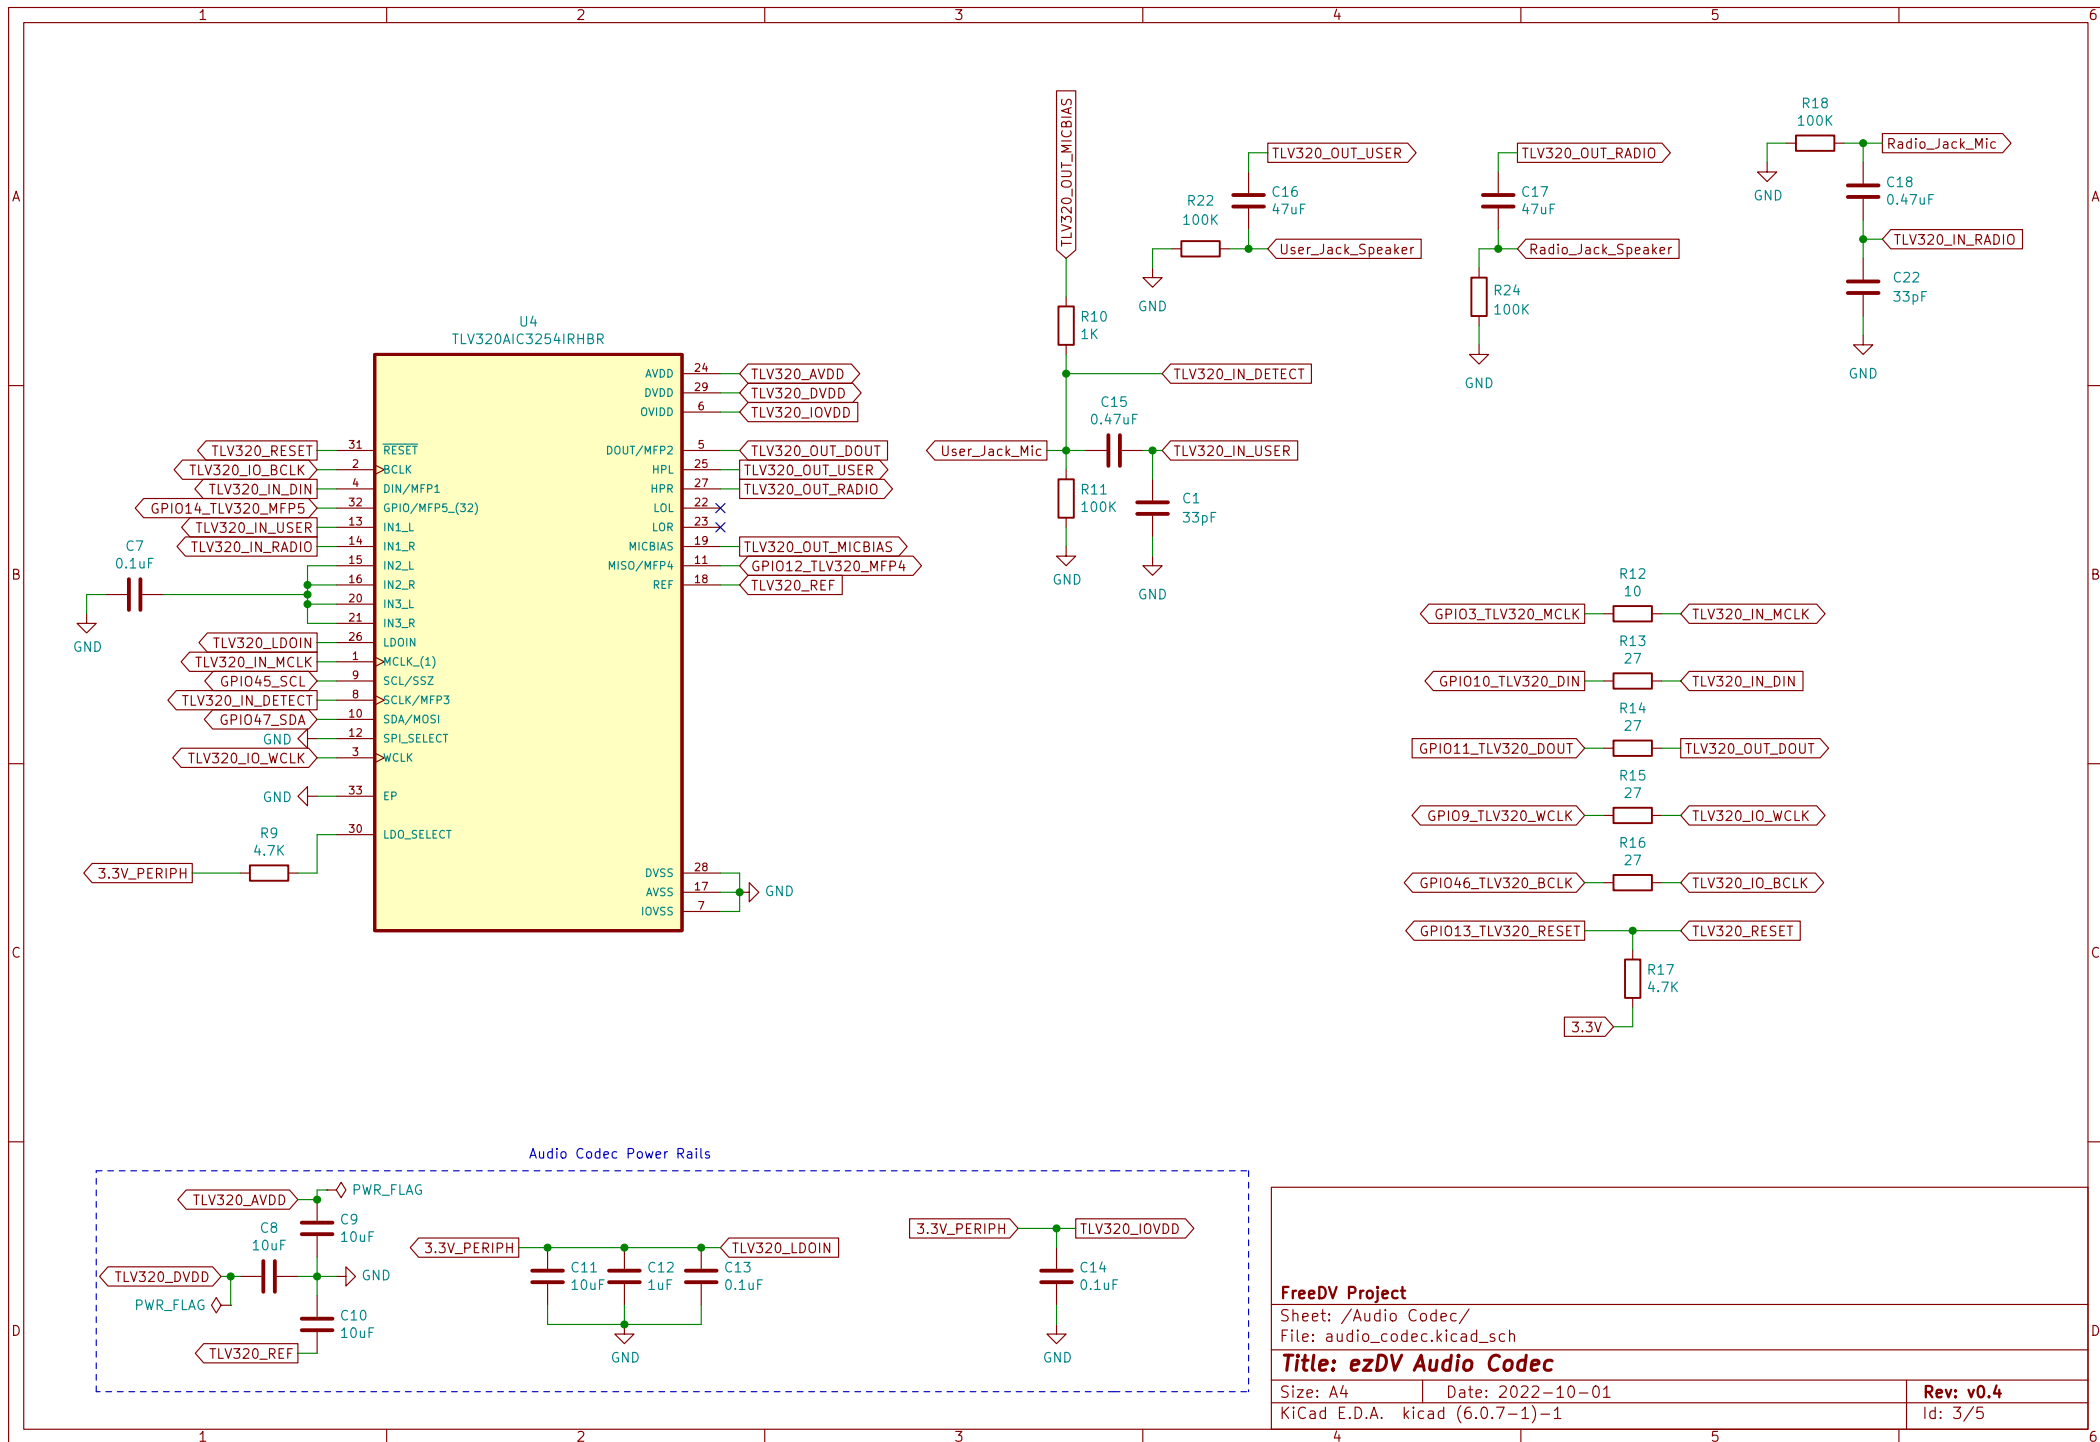 1 2 3 4 5 6
TLV320_OUT_MICBIAS
R18
100K
Radio_Jack_Mic
TLV320_OUT_USER
TLV320_OUT_RADIO
GND
C18
0.47uF
A
A
R22
100K
C16
47uF
C17
47uF
TLV320_IN_RADIO
User_Jack_Speaker
Radio_Jack_Speaker
GND
C22
33pF
R24
100K
GND
GND
R10
1K
TLV320_IN_DETECT
C15
0.47uF
User_Jack_Mic
TLV320_IN_USER
R11
100K
C1
33pF
GND
GND
U4
TLV320AIC3254IRHBR
AVDD 24 TLV320_AVDD
DVDD 29 TLV320_DVDD
OVIDD 6 TLV320_IOVDD
TLV320_RESET 31 RESET DOUT/MFP2 5 TLV320_OUT_DOUT
TLV320_IO_BCLK 2 BCLK HPL 25 TLV320_OUT_USER
TLV320_IN_DIN 4 DIN/MFP1 HPR 27 TLV320_OUT_RADIO
GPIO14_TLV320_MFP5 32 GPIO/MFP5_(32) LOL 22
TLV320_IN_USER 13 IN1_L LOR 23
TLV320_IN_RADIO 14 IN1_R MICBIAS 19 TLV320_OUT_MICBIAS
C7
0.1uF
15 IN2_L MISO/MFP4 11 GPIO12_TLV320_MFP4
16 IN2_R REF 18 TLV320_REF
20 IN3_L
21 IN3_R
GND
TLV320_LDOIN 26 LDOIN
TLV320_IN_MCLK 1 MCLK_(1)
GPIO45_SCL 9 SCL/SSZ
TLV320_IN_DETECT 8 SCLK/MFP3
GPIO47_SDA 10 SDA/MOSI
GND 12 SPI_SELECT
TLV320_IO_WCLK 3 WCLK
GND 33 EP
R9
4.7K
30 LDO_SELECT
3.3V_PERIPH
DVSS 28
AVSS 17 GND
IOVSS 7
B
B
R12
10
GPIO3_TLV320_MCLK TLV320_IN_MCLK
R13
27
GPIO10_TLV320_DIN TLV320_IN_DIN
R14
27
GPIO11_TLV320_DOUT TLV320_OUT_DOUT
R15
27
GPIO9_TLV320_WCLK TLV320_IO_WCLK
R16
27
GPIO46_TLV320_BCLK TLV320_IO_BCLK
GPIO13_TLV320_RESET TLV320_RESET
C
C
R17
4.7K
3.3V
Audio Codec Power Rails
TLV320_AVDD
PWR_FLAG
C9
10uF
C8
10uF
TLV320_DVDD
GND
PWR_FLAG
C10
10uF
TLV320_REF
3.3V_PERIPH
TLV320_LDOIN
C11
10uF
C12
1uF
C13
0.1uF
GND
3.3V_PERIPH
TLV320_IOVDD
C14
0.1uF
GND
D
D
FreeDV Project
Sheet: /Audio Codec/
File: audio_codec.kicad_sch
Title: ezDV Audio Codec
Size: A4 Date: 2022-10-01 Rev: v0.4
KiCad E.D.A. kicad (6.0.7-1)-1 Id: 3/5
1 2 3 4 5 6